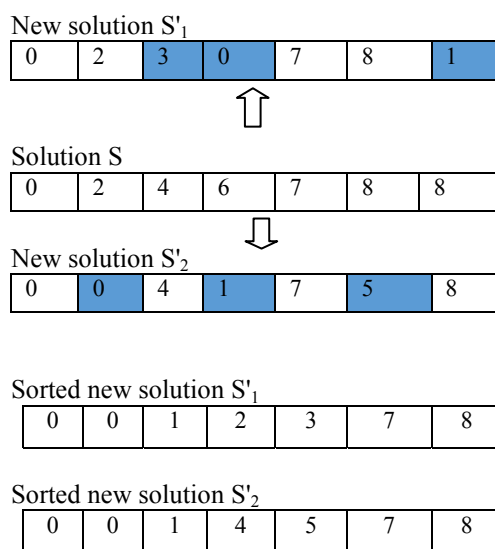 New solution S'1
0 2 3 0 7 8 1
Solution S
0 2 4 6 7 8 8
New solution S'2
0 0 4 1 7 5 8
Sorted new solution S'1
0 0 1 2 3 7 8
Sorted new solution S'2
0 0 1 4 5 7 8